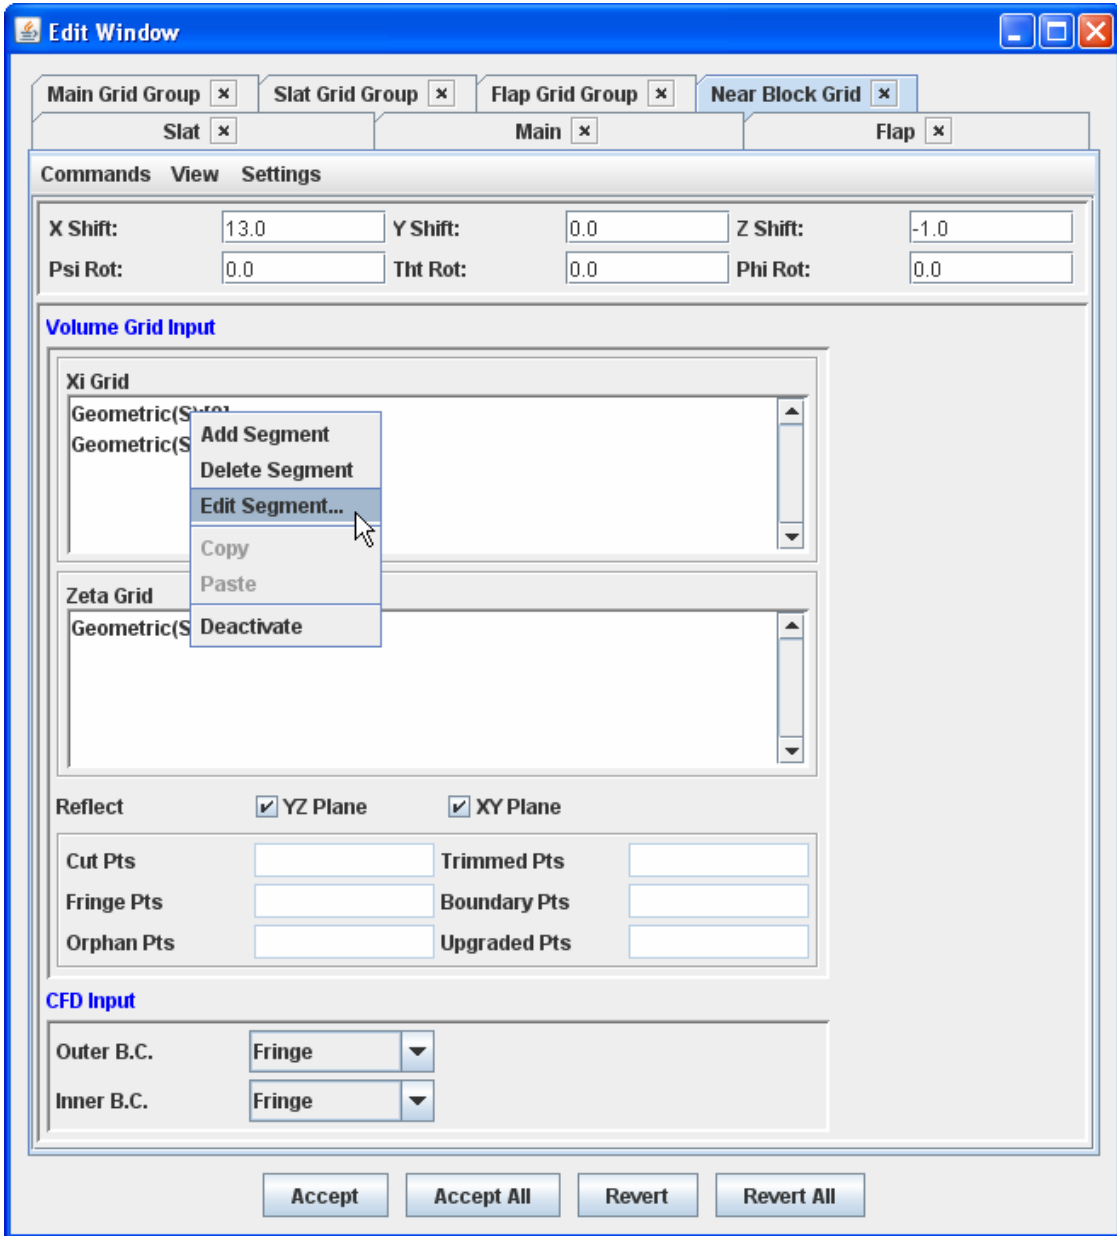 Edit Window
Main Grid Group Slat Grid Group Flap Grid Group Near Block Grid
Slat Main Flap
Commands View Settings
X Shift: 13.0 Y Shift: 0.0 Z Shift: -1.0
Psi Rot: 0.0 Tht Rot: 0.0 Phi Rot: 0.0
Volume Grid Input
Xi Grid
Geometric(S):[0]
Geometric(S
Add Segment
Delete Segment
Edit Segment...
Copy
Paste
Deactivate
Zeta Grid
Geometric(S
Reflect YZ Plane XY Plane
Cut Pts Trimmed Pts
Fringe Pts Boundary Pts
Orphan Pts Upgraded Pts
CFD Input
Outer B.C. Fringe
Inner B.C. Fringe
Accept Accept All Revert Revert All